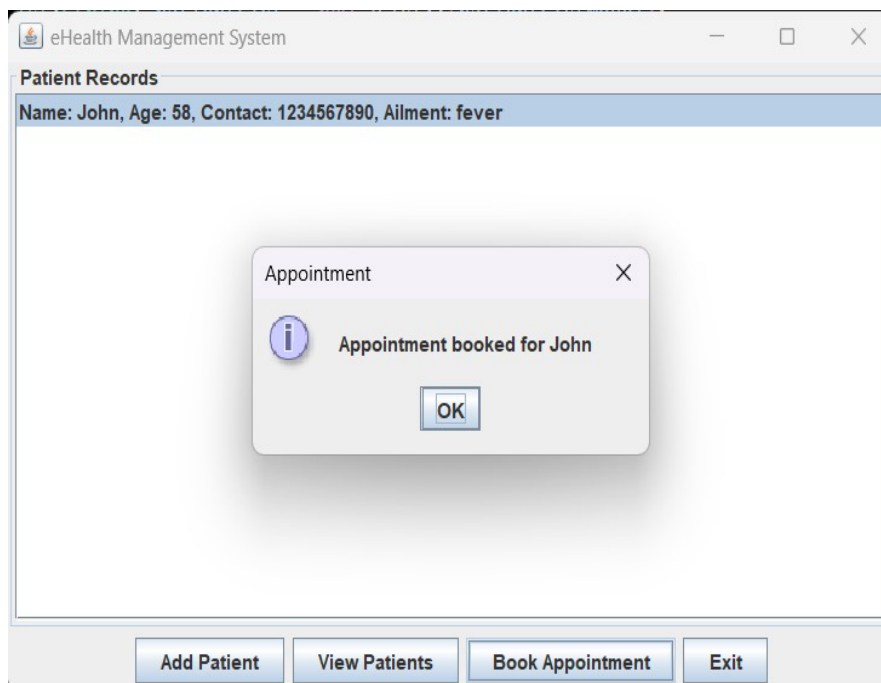 eHealth Management System
Patient Records
Name: John, Age: 58, Contact: 1234567890, Ailment: fever
Appointment
i
Appointment booked for John
OK
Add Patient View Patients Book Appointment Exit